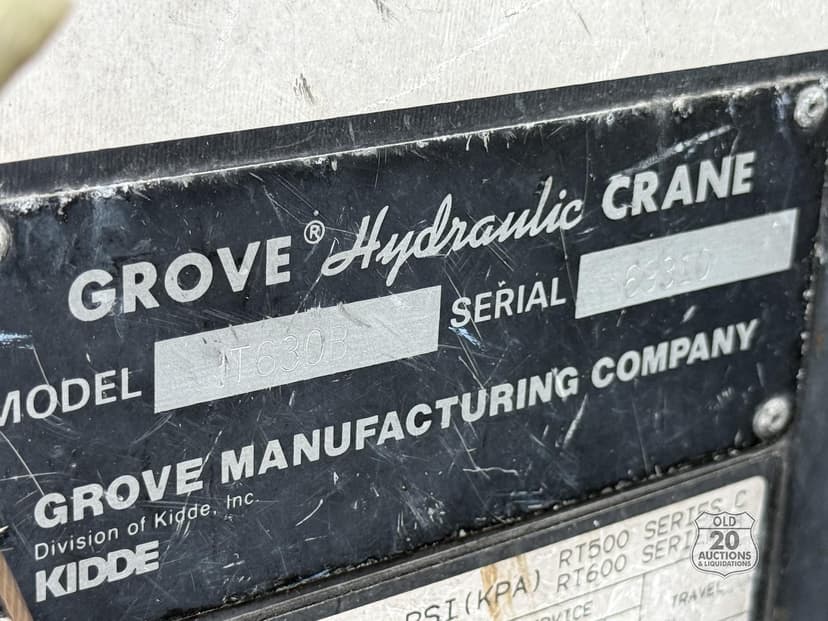 GROVE® Hydraulic CRANE
MODEL RT630B SERIAL
GROVE MANUFACTURING COMPANY
Division of Kidde, Inc.
KIDDE
PSI(KPA) RT500 SERIES C
RT600 SERI
TRAVEL
OLD
20
AUCTIONS
& LIQUIDATIONS